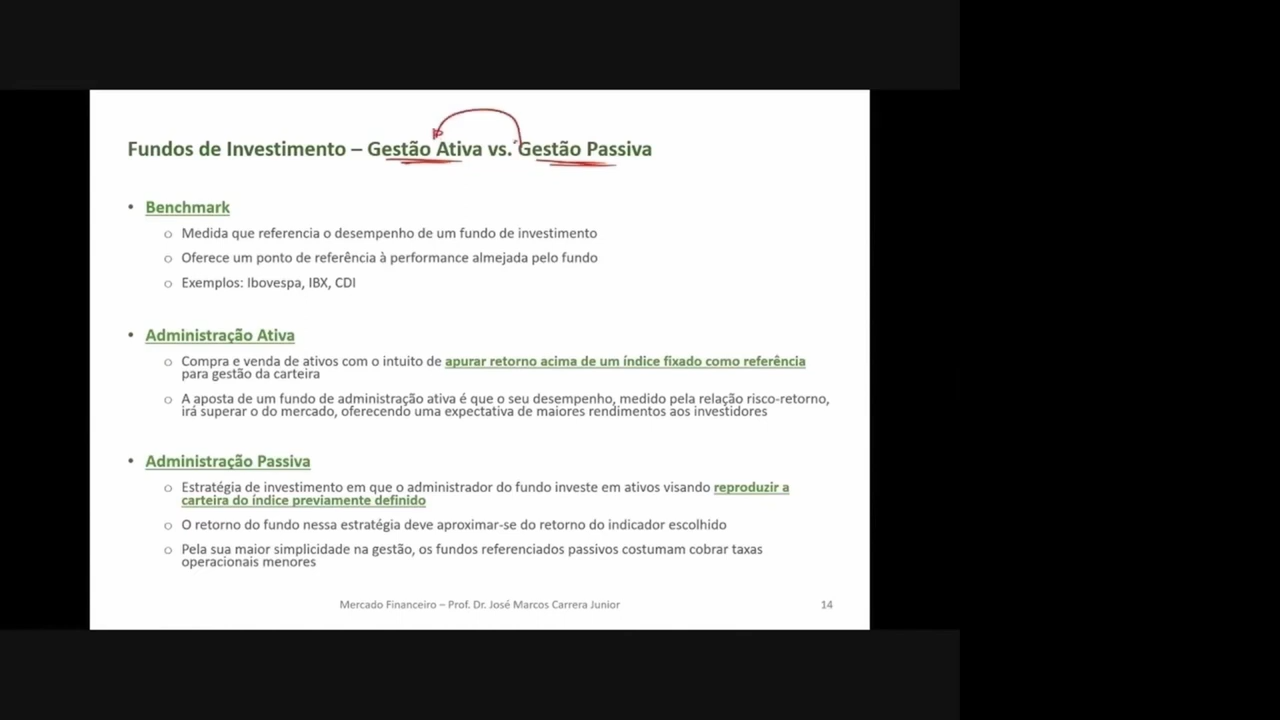 Fundos de Investimento – Gestão Ativa vs. Gestão Passiva
• Benchmark
o Medida que referencia o desempenho de um fundo de investimento
o Oferece um ponto de referência à performance almejada pelo fundo
o Exemplos: Ibovespa, IBX, CDI
• Administração Ativa
o Compra e venda de ativos com o intuito de apurar retorno acima de um índice fixado como referência
para gestão da carteira
o A aposta de um fundo de administração ativa é que o seu desempenho, medido pela relação risco-retorno,
irá superar o do mercado, oferecendo uma expectativa de maiores rendimentos aos investidores
• Administração Passiva
o Estratégia de investimento em que o administrador do fundo investe em ativos visando reproduzir a
carteira do índice previamente definido
o O retorno do fundo nessa estratégia deve aproximar-se do retorno do indicador escolhido
o Pela sua maior simplicidade na gestão, os fundos referenciados passivos costumam cobrar taxas
operacionais menores
Mercado Financeiro – Prof. Dr. José Marcos Carrera Junior 14